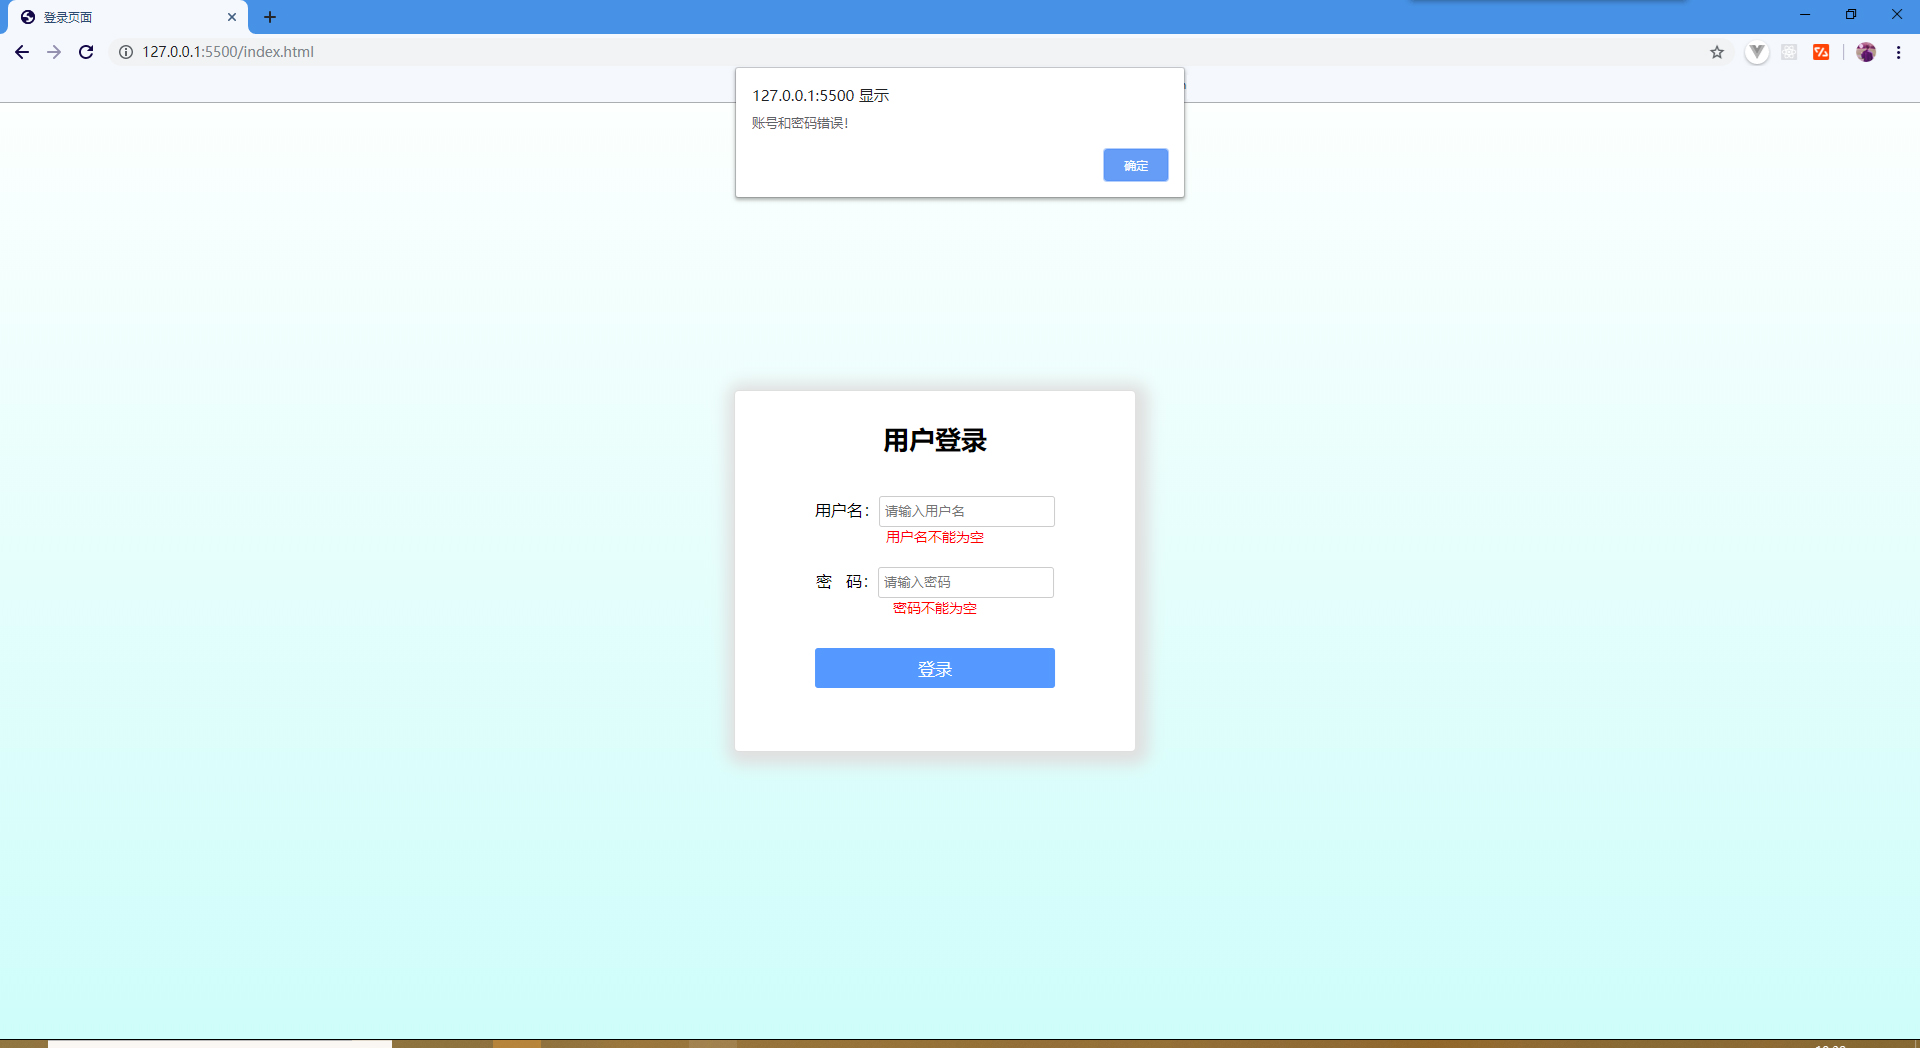 登录页面
127.0.0.1:5500/index.html
127.0.0.1:5500 显示
账号和密码错误!
确定
用户登录
用户名: 请输入用户名
用户名不能为空
密 码: 请输入密码
密码不能为空
登录